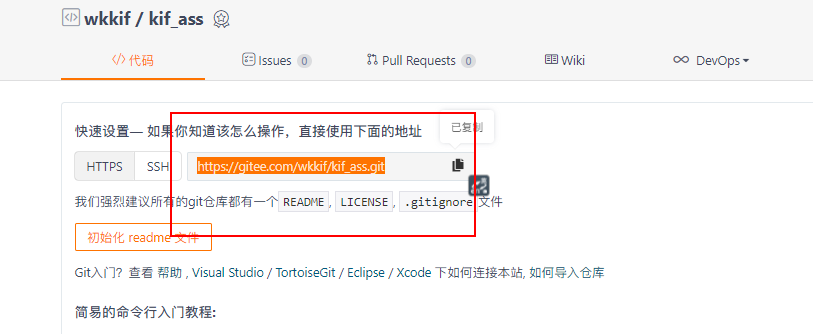 wkkif / kif_ass
代码 Issues 0 Pull Requests 0 Wiki DevOps
快速设置— 如果你知道该怎么操作，直接使用下面的地址 已复制
HTTPS SSH https://gitee.com/wkkif/kif_ass.git
我们强烈建议所有的git仓库都有一个 README , LICENSE , .gitignore 文件
初始化 readme 文件
Git入门？查看 帮助 , Visual Studio / TortoiseGit / Eclipse / Xcode 下如何连接本站, 如何导入仓库
简易的命令行入门教程: